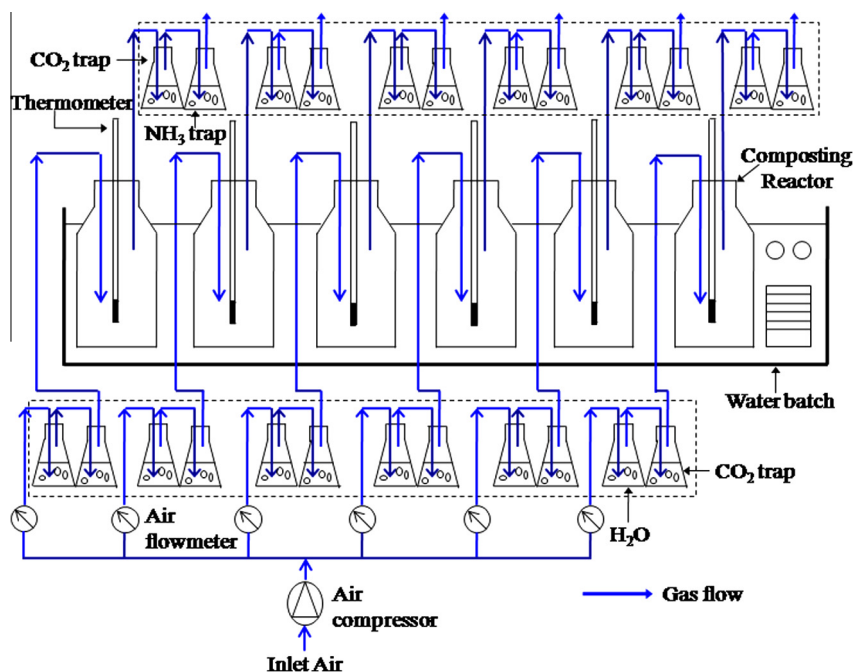 CO2 trap
Thermometer
NH3 trap
Composting
Reactor
Water batch
CO2 trap
H2O
Air
flowmeter
Air
compressor
Gas flow
Inlet Air